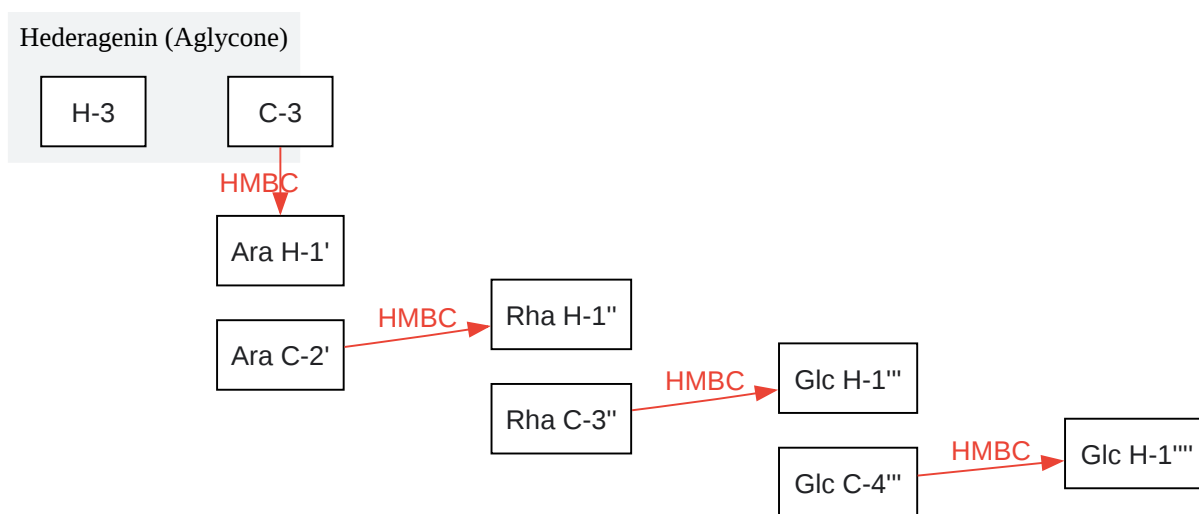 Hederagenin (Aglycone)
H-3
C-3
HMBC
Ara H-1'
Ara C-2'
HMBC
Rha H-1''
Rha C-3''
HMBC
Glc H-1'''
Glc C-4'''
HMBC
Glc H-1''''